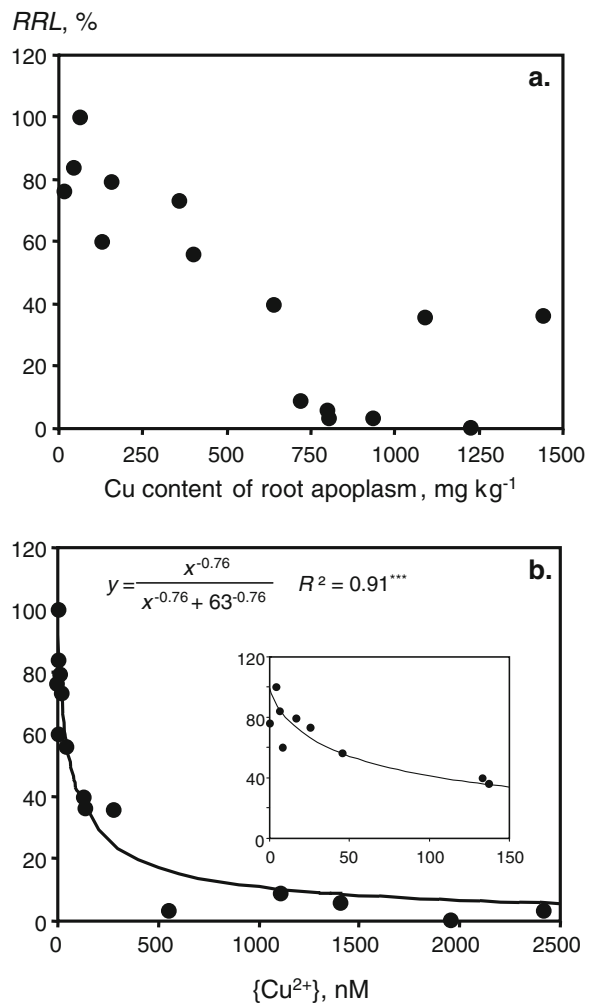 RRL, %
a.
120
100
80
60
40
20
0
0 250 500 750 1000 1250 1500
Cu content of root apoplasm, mg kg⁻¹
b.
120
100
80
60
40
20
0
y = x^-0.76 / (x^-0.76 + 63^-0.76) R² = 0.91***
120
80
40
0
0 50 100 150
0 500 1000 1500 2000 2500
{Cu²⁺}, nM